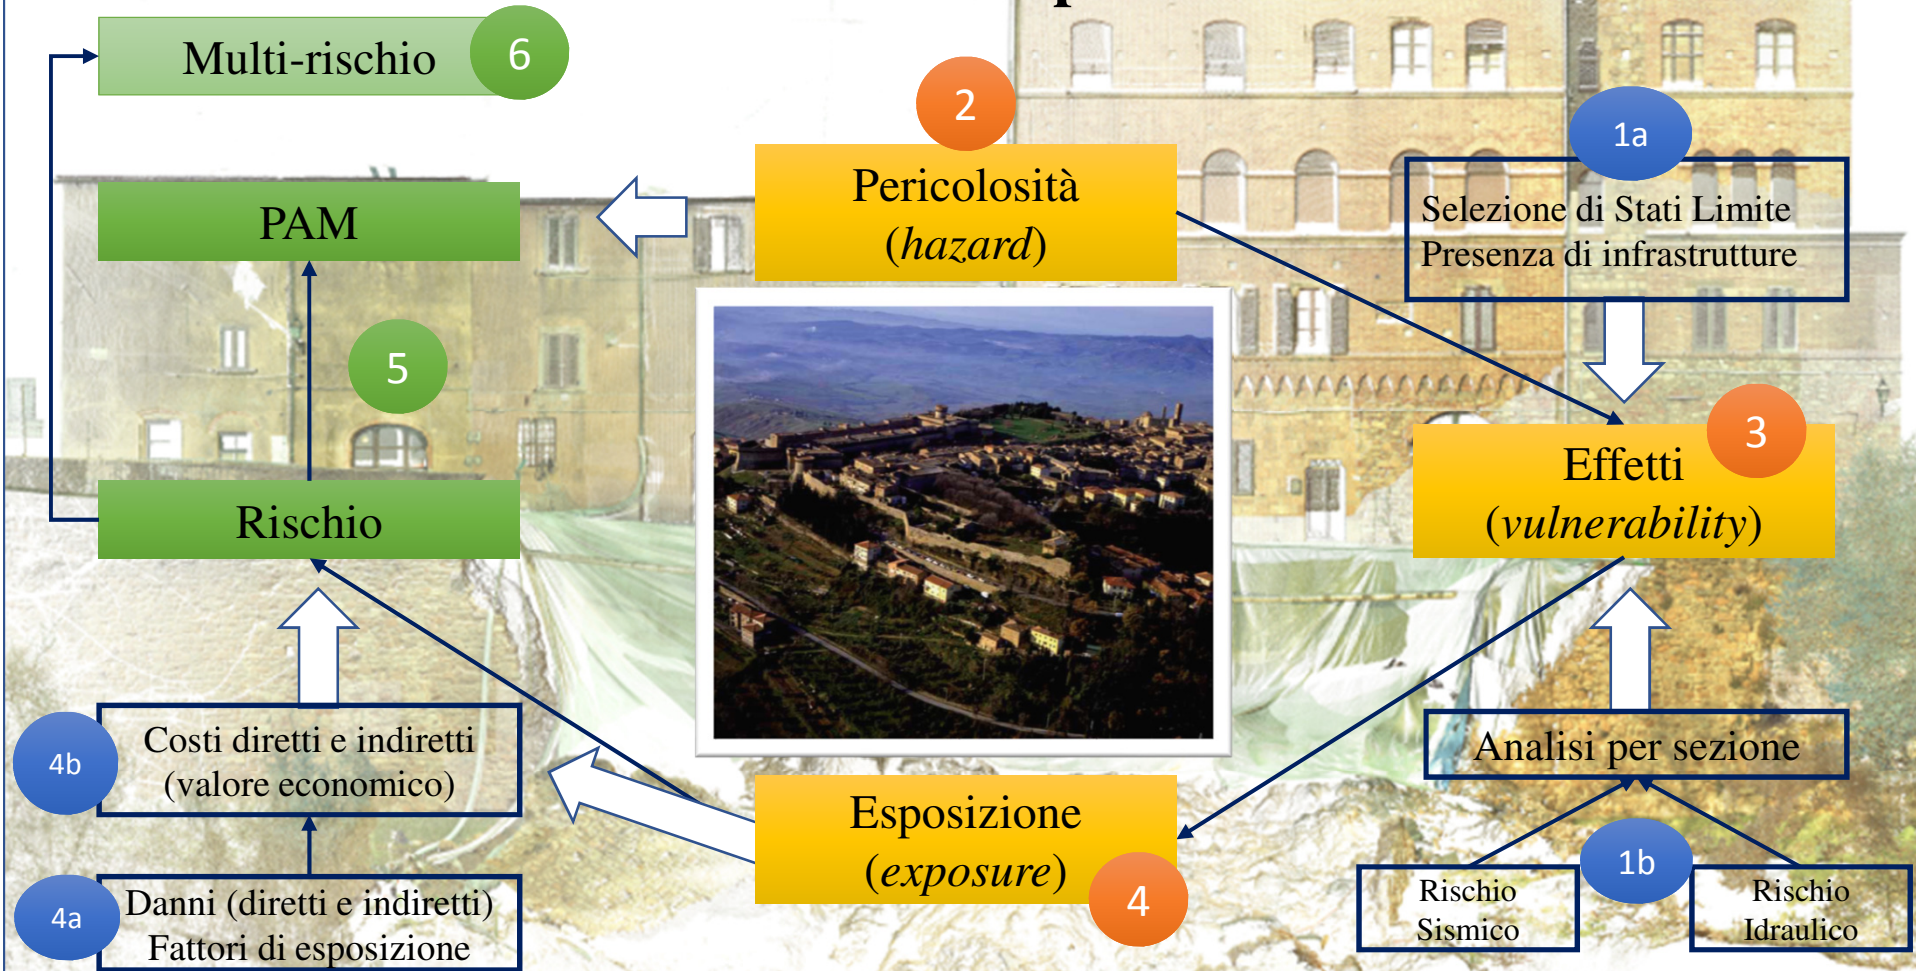 Multi-rischio
6
2
1a
Pericolosità
(hazard)
Selezione di Stati Limite
Presenza di infrastrutture
PAM
5
3
Effetti
(vulnerability)
Rischio
4b
Costi diretti e indiretti
(valore economico)
Analisi per sezione
Esposizione
(exposure)
4
1b
4a
Danni (diretti e indiretti)
Fattori di esposizione
Rischio
Sismico
Rischio
Idraulico